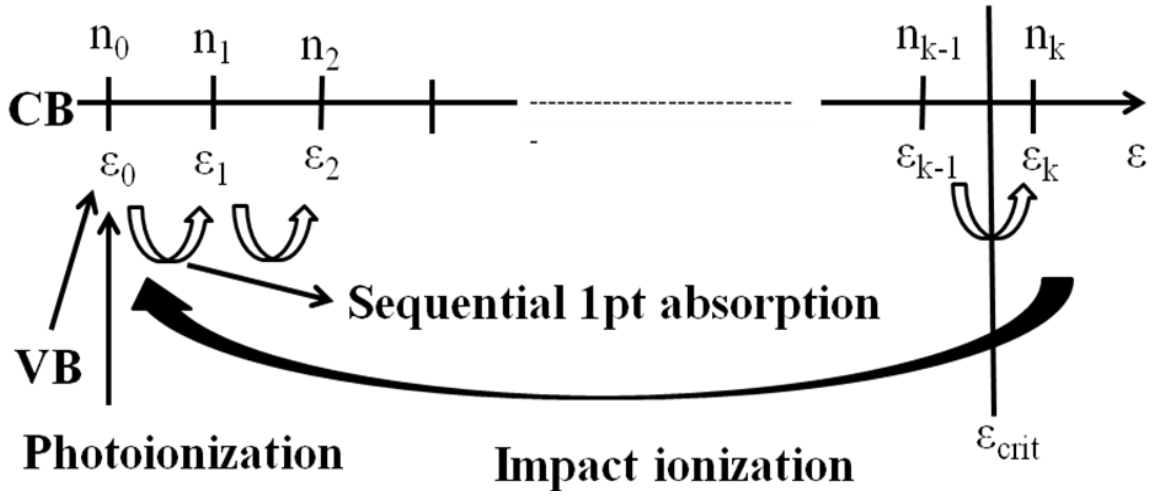 n₀ n₁ n₂ nₖ₋₁ nₖ
CB
ε₀ ε₁ ε₂ εₖ₋₁ εₖ ε
Sequential 1pt absorption
VB
εcrit
Photoionization
Impact ionization